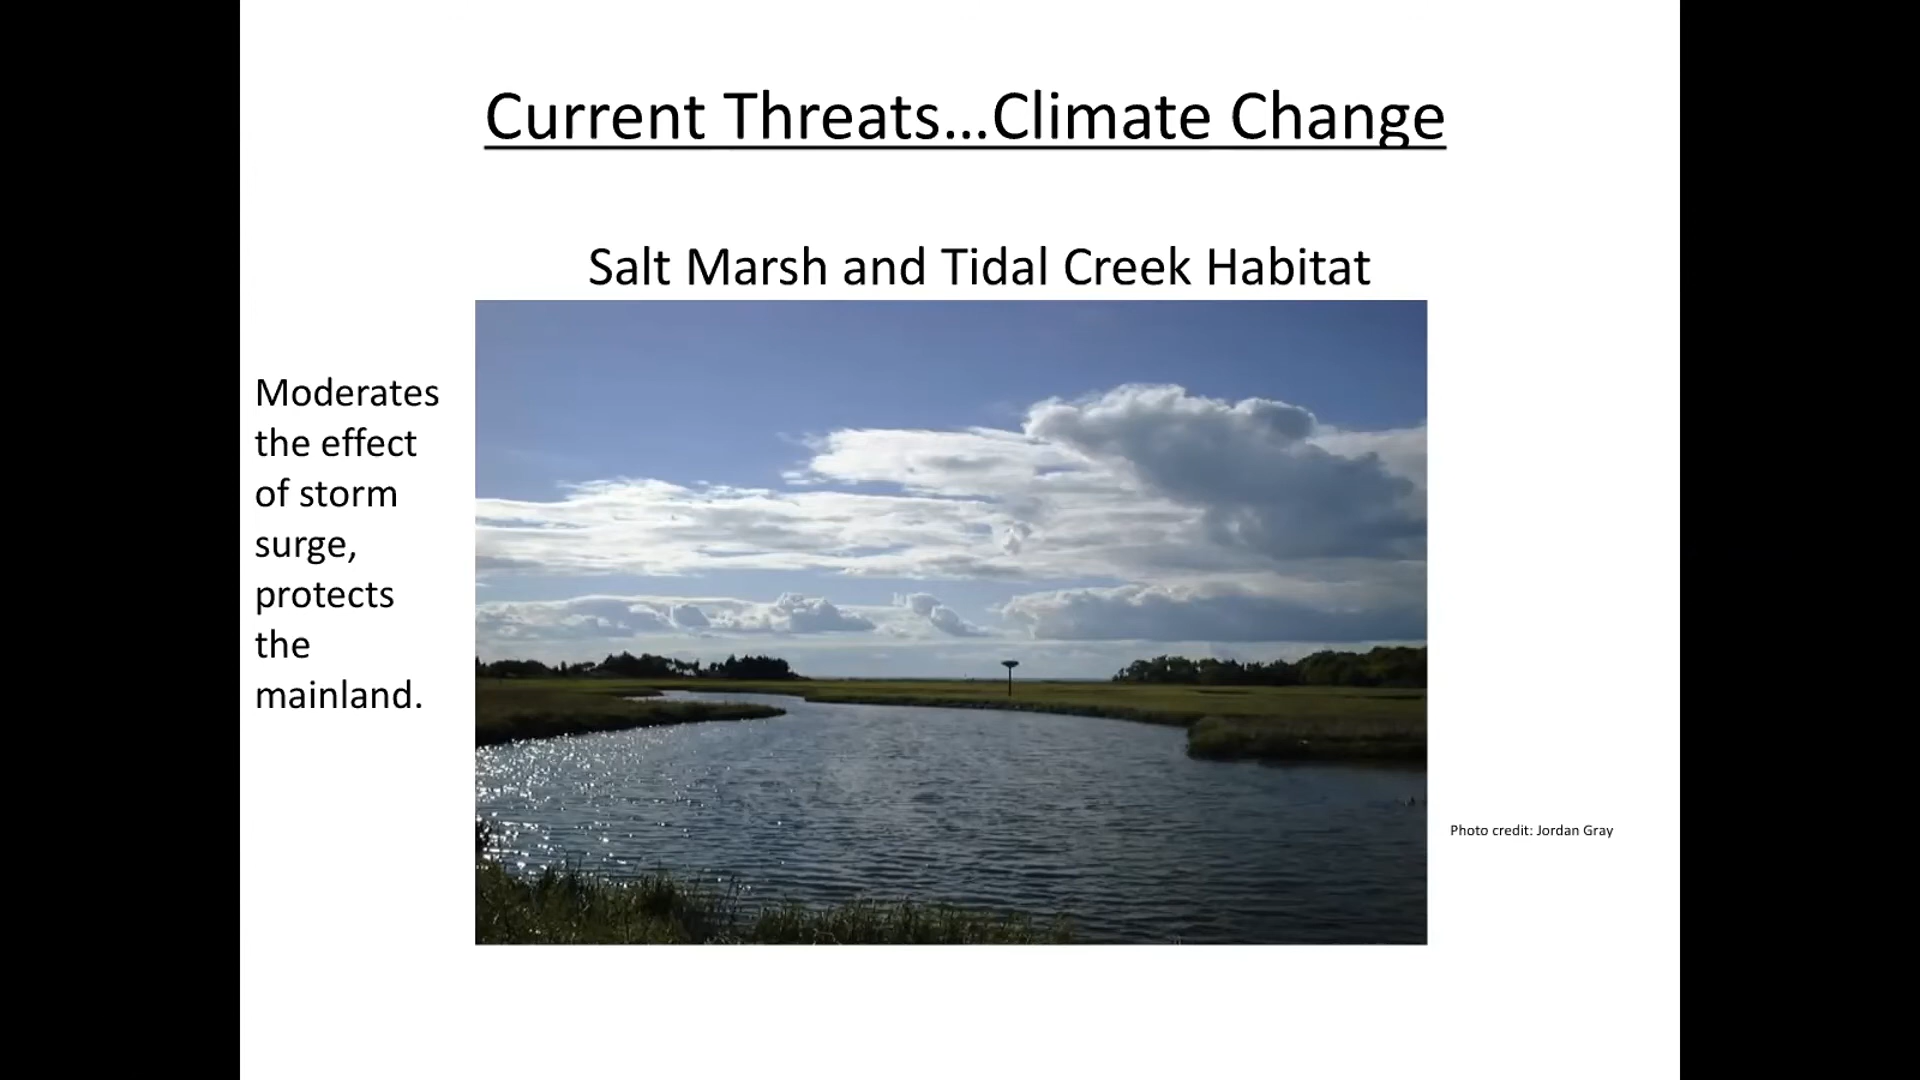 Current Threats...Climate Change
Salt Marsh and Tidal Creek Habitat
Moderates
the effect
of storm
surge,
protects
the
mainland.
Photo credit: Jordan Gray